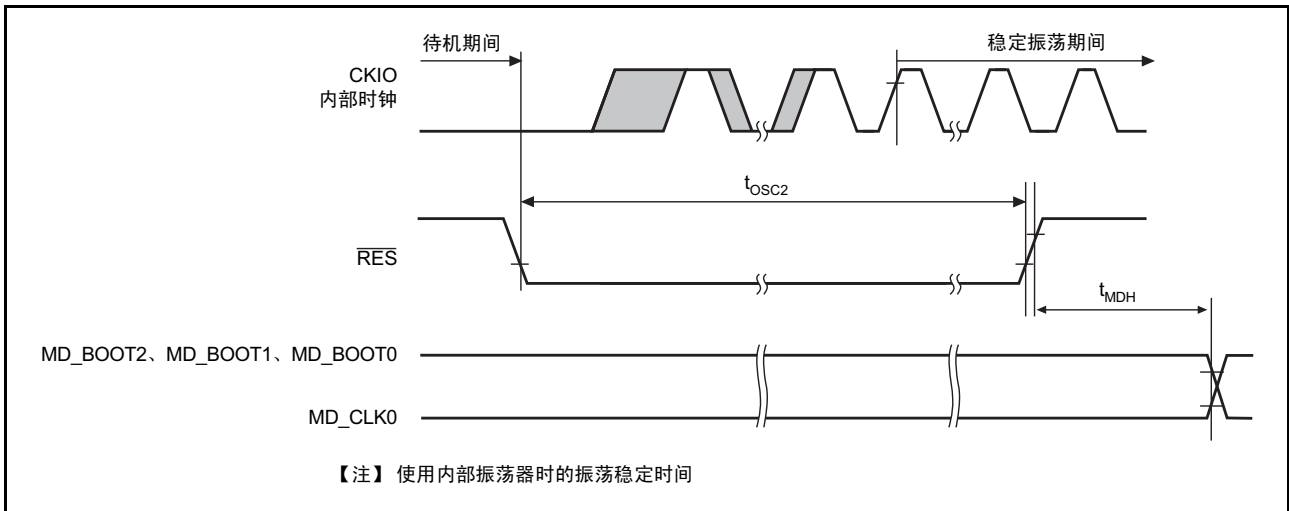 待机期间
稳定振荡期间
CKIO
内部时钟
tOSC2
RES
tMDH
MD_BOOT2、MD_BOOT1、MD_BOOT0
MD_CLK0
【注】 使用内部振荡器时的振荡稳定时间